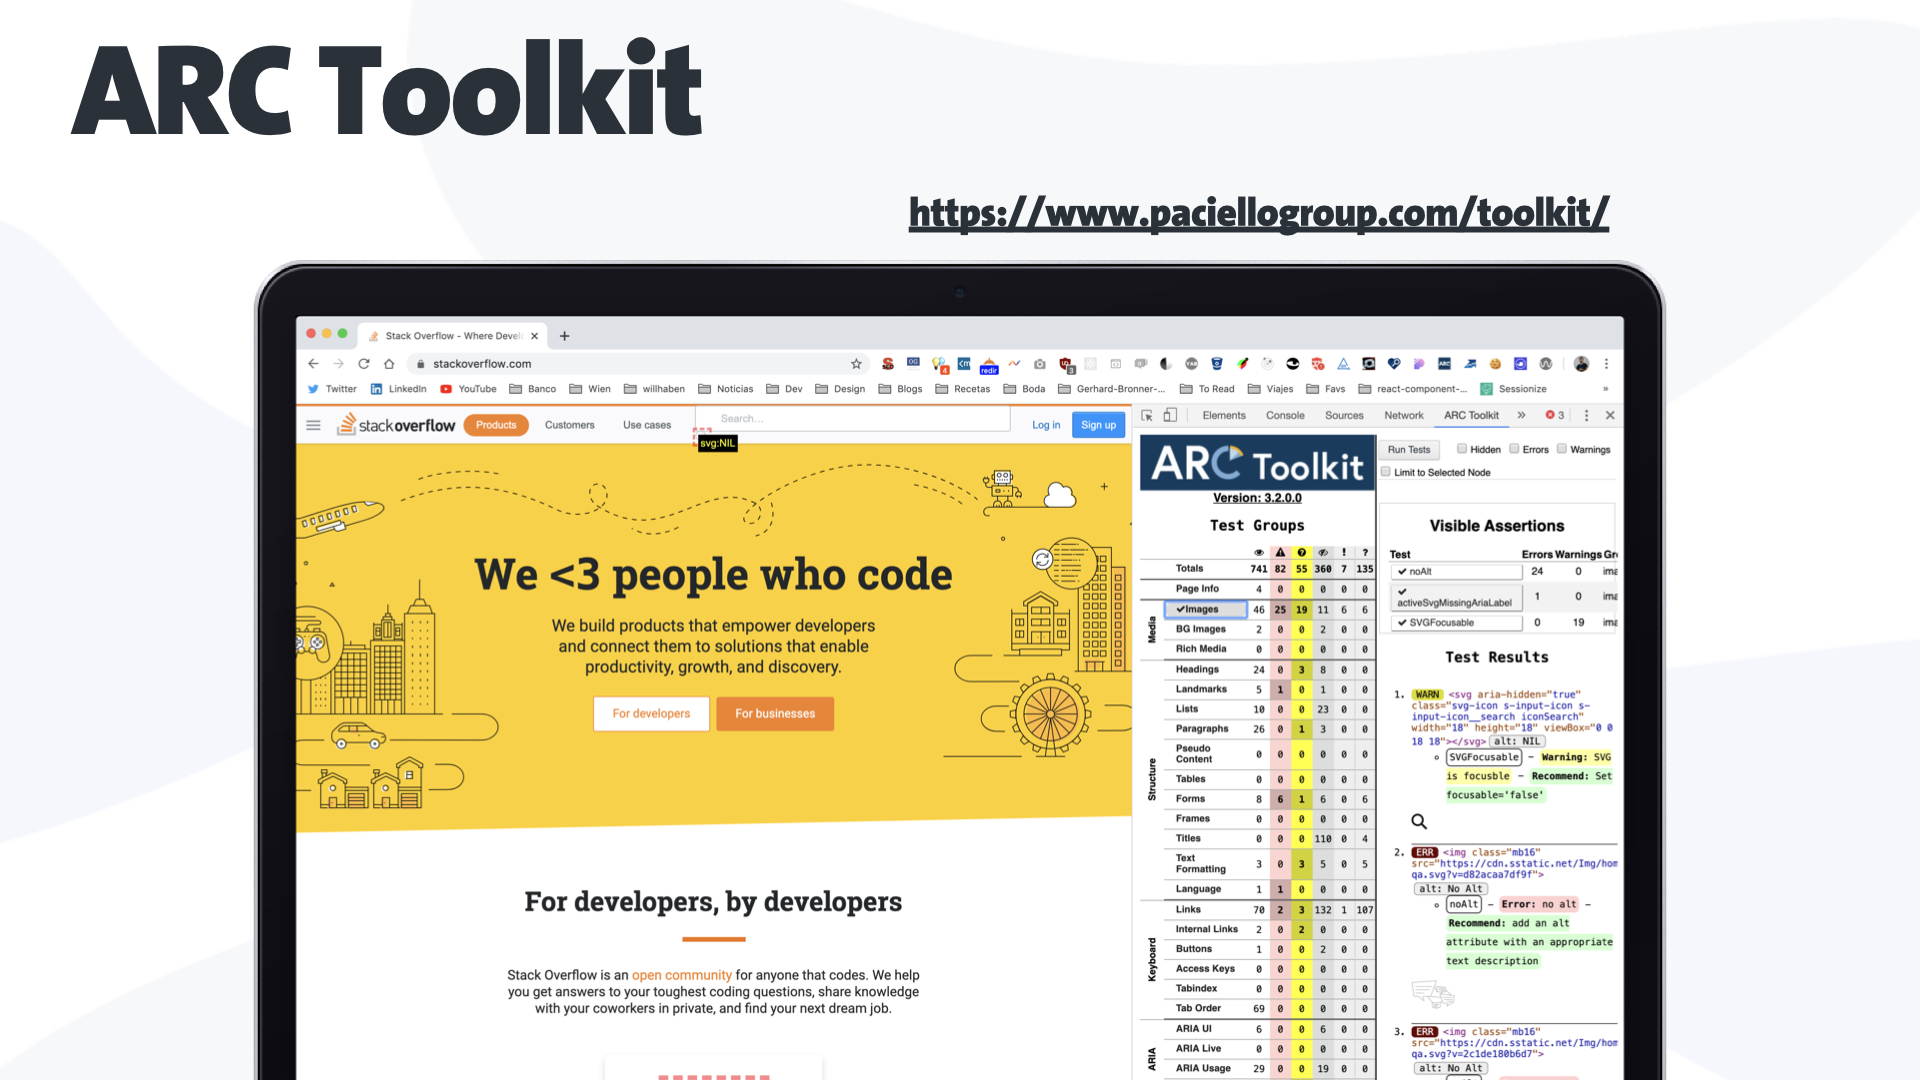 ARC Toolkit
https://www.paciellogroup.com/toolkit/
Stack Overflow - Where Devel
stackoverflow.com
Twitter LinkedIn YouTube Banco Wien willhaben Noticias Dev Design Blogs Recetas Boda Gerhard-Bronner-... To Read Viajes Favs react-component-... Sessionize »
stackoverflow Products Customers Use cases Search... Log in Sign up
svg:NIL
We <3 people who code
We build products that empower developers
and connect them to solutions that enable
productivity, growth, and discovery.
For developers For businesses
For developers, by developers
Stack Overflow is an open community for anyone that codes. We help
you get answers to your toughest coding questions, share knowledge
with your coworkers in private, and find your next dream job.
Elements Console Sources Network ARC Toolkit » 3
ARC Toolkit
Version: 3.2.0.0
Test Groups
! ?
Totals 741 82 55 360 7 135
Page Info 4 0 0 0 0 0
Media
✔Images 46 25 19 11 6 6
BG Images 2 0 0 2 0 0
Rich Media 0 0 0 0 0 0
Structure
Headings 24 0 3 8 0 0
Landmarks 5 1 0 1 0 0
Lists 10 0 0 23 0 0
Paragraphs 26 0 1 3 0 0
Pseudo
Content 0 0 0 0 0 0
Tables 0 0 0 0 0 0
Forms 8 6 1 6 0 6
Frames 0 0 0 0 0 0
Titles 0 0 0 110 0 4
Text
Formatting 3 0 3 5 0 5
Language 1 1 0 0 0 0
Keyboard
Links 70 2 3 132 1 107
Internal Links 2 0 2 0 0 0
Buttons 1 0 0 2 0 0
Access Keys 0 0 0 0 0 0
Tabindex 0 0 0 0 0 0
Tab Order 69 0 0 0 0 0
ARIA
ARIA UI 6 0 0 6 0 0
ARIA Live 0 0 0 0 0 0
ARIA Usage 29 0 0 19 0 0
Run Tests Hidden Errors Warnings
Limit to Selected Node
Visible Assertions
Test Errors Warnings Gr
✔ noAlt 24 0 ima
✔
activeSvgMissingAriaLabel 1 0 ima
✔ SVGFocusable 0 19 ima
Test Results
1. WARN <svg aria-hidden="true"
class="svg-icon s-input-icon s-
input-icon__search iconSearch"
width="18" height="18" viewBox="0 0
18 18"></svg> alt: NIL
SVGFocusable – Warning: SVG
is focusble – Recommend: Set
focusable='false'
2. ERR <img class="mb16"
src="https://cdn.sstatic.net/Img/hom
qa.svg?v=d82acaa7df9f">
alt: No Alt
noAlt – Error: no alt –
Recommend: add an alt
attribute with an appropriate
text description
3. ERR <img class="mb16"
src="https://cdn.sstatic.net/Img/hom
qa.svg?v=2c1de180b6d7">
alt: No Alt